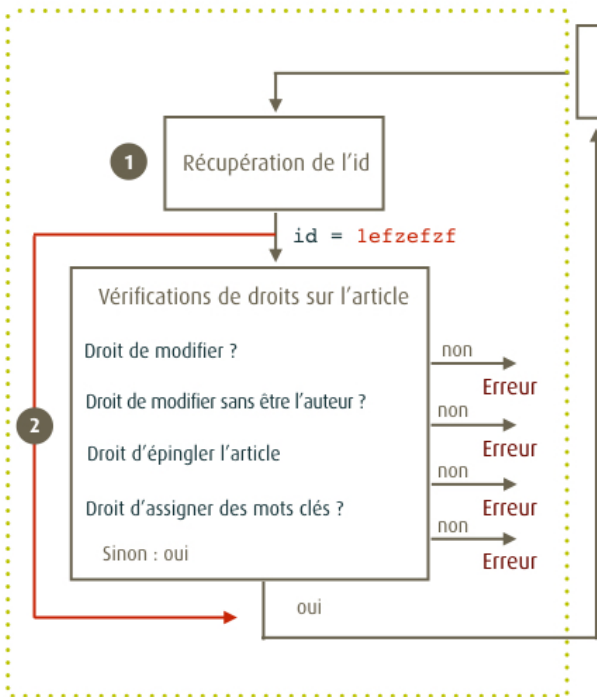 1
Récupération de l'id
id = 1efzefzf
Vérifications de droits sur l'article
Droit de modifier ?
non
Erreur
Droit de modifier sans être l'auteur ?
non
Erreur
2
Droit d'épingler l'article
non
Erreur
Droit d'assigner des mots clés ?
non
Erreur
Sinon : oui
oui